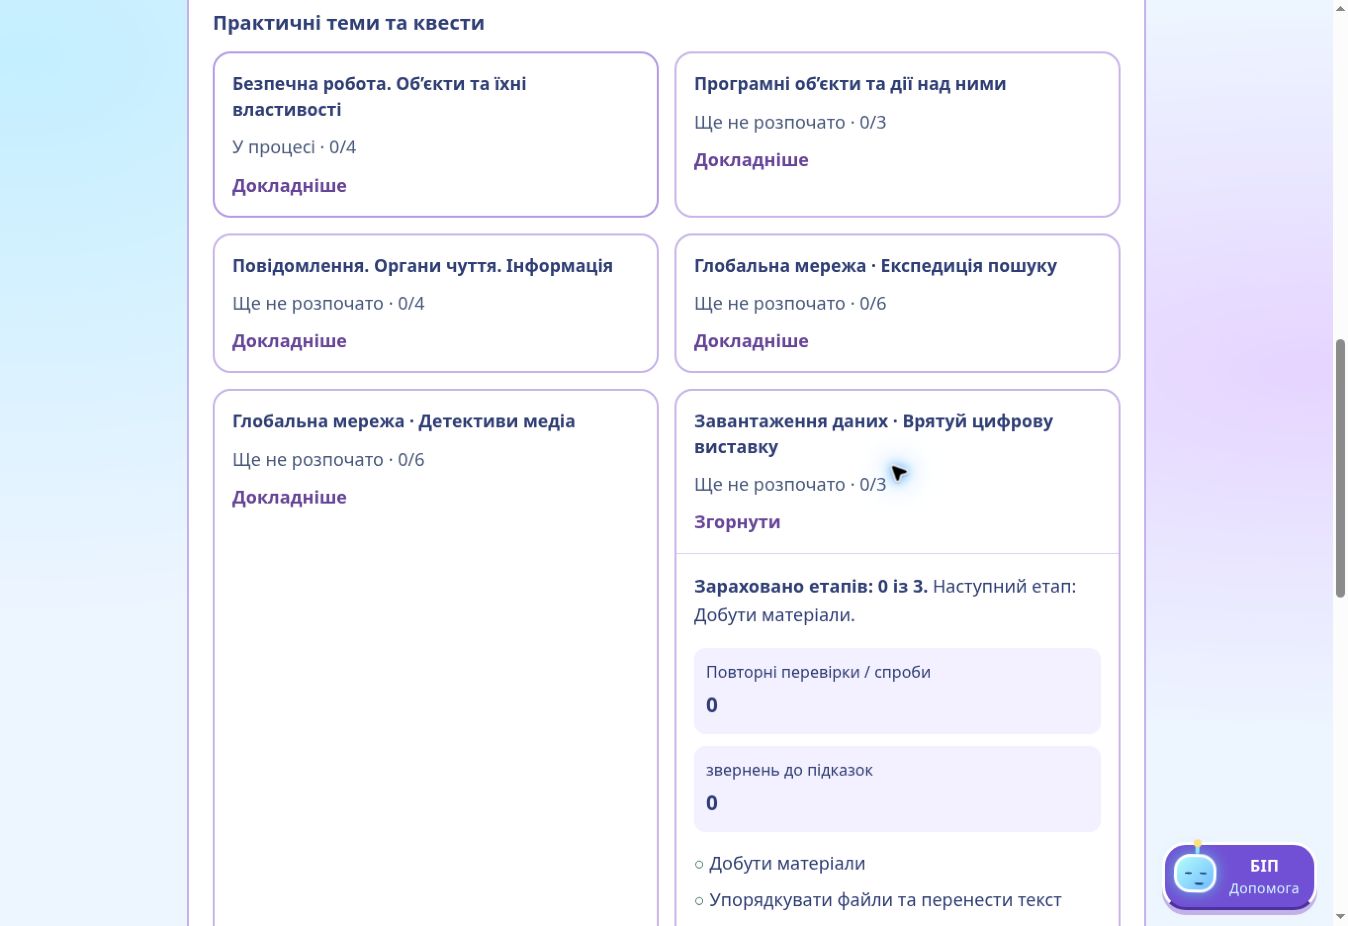 Практичні теми та квести
Безпечна робота. Об’єкти та їхні
властивості
У процесі · 0/4
Докладніше
Програмні об’єкти та дії над ними
Ще не розпочато · 0/3
Докладніше
Повідомлення. Органи чуття. Інформація
Ще не розпочато · 0/4
Докладніше
Глобальна мережа · Експедиція пошуку
Ще не розпочато · 0/6
Докладніше
Глобальна мережа · Детективи медіа
Ще не розпочато · 0/6
Докладніше
Завантаження даних · Врятуй цифрову
виставку
Ще не розпочато · 0/3
Згорнути
Зараховано етапів: 0 із 3. Наступний етап:
Добути матеріали.
Повторні перевірки / спроби
0
звернень до підказок
0
○ Добути матеріали
○ Упорядкувати файли та перенести текст
БІП
Допомога